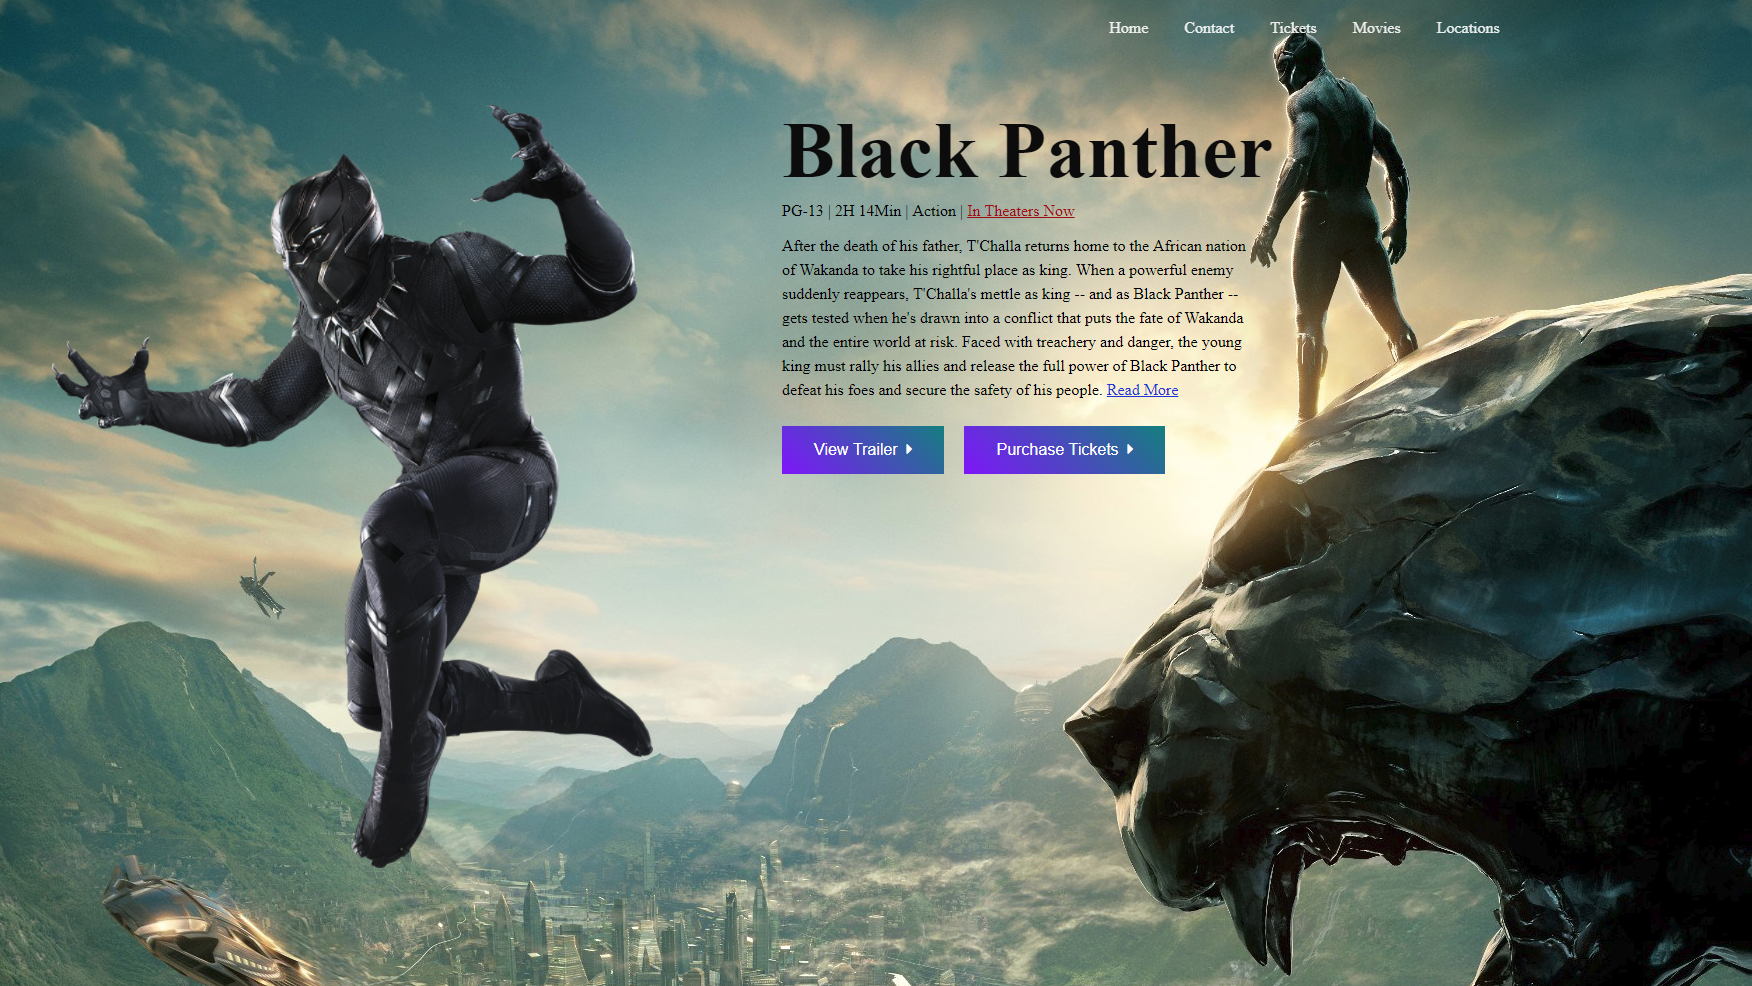 Home Contact Tickets Movies Locations
Black Panther
PG-13 | 2H 14Min | Action | In Theaters Now
After the death of his father, T'Challa returns home to the African nation
of Wakanda to take his rightful place as king. When a powerful enemy
suddenly reappears, T'Challa's mettle as king -- and as Black Panther --
gets tested when he's drawn into a conflict that puts the fate of Wakanda
and the entire world at risk. Faced with treachery and danger, the young
king must rally his allies and release the full power of Black Panther to
defeat his foes and secure the safety of his people. Read More
View Trailer Purchase Tickets